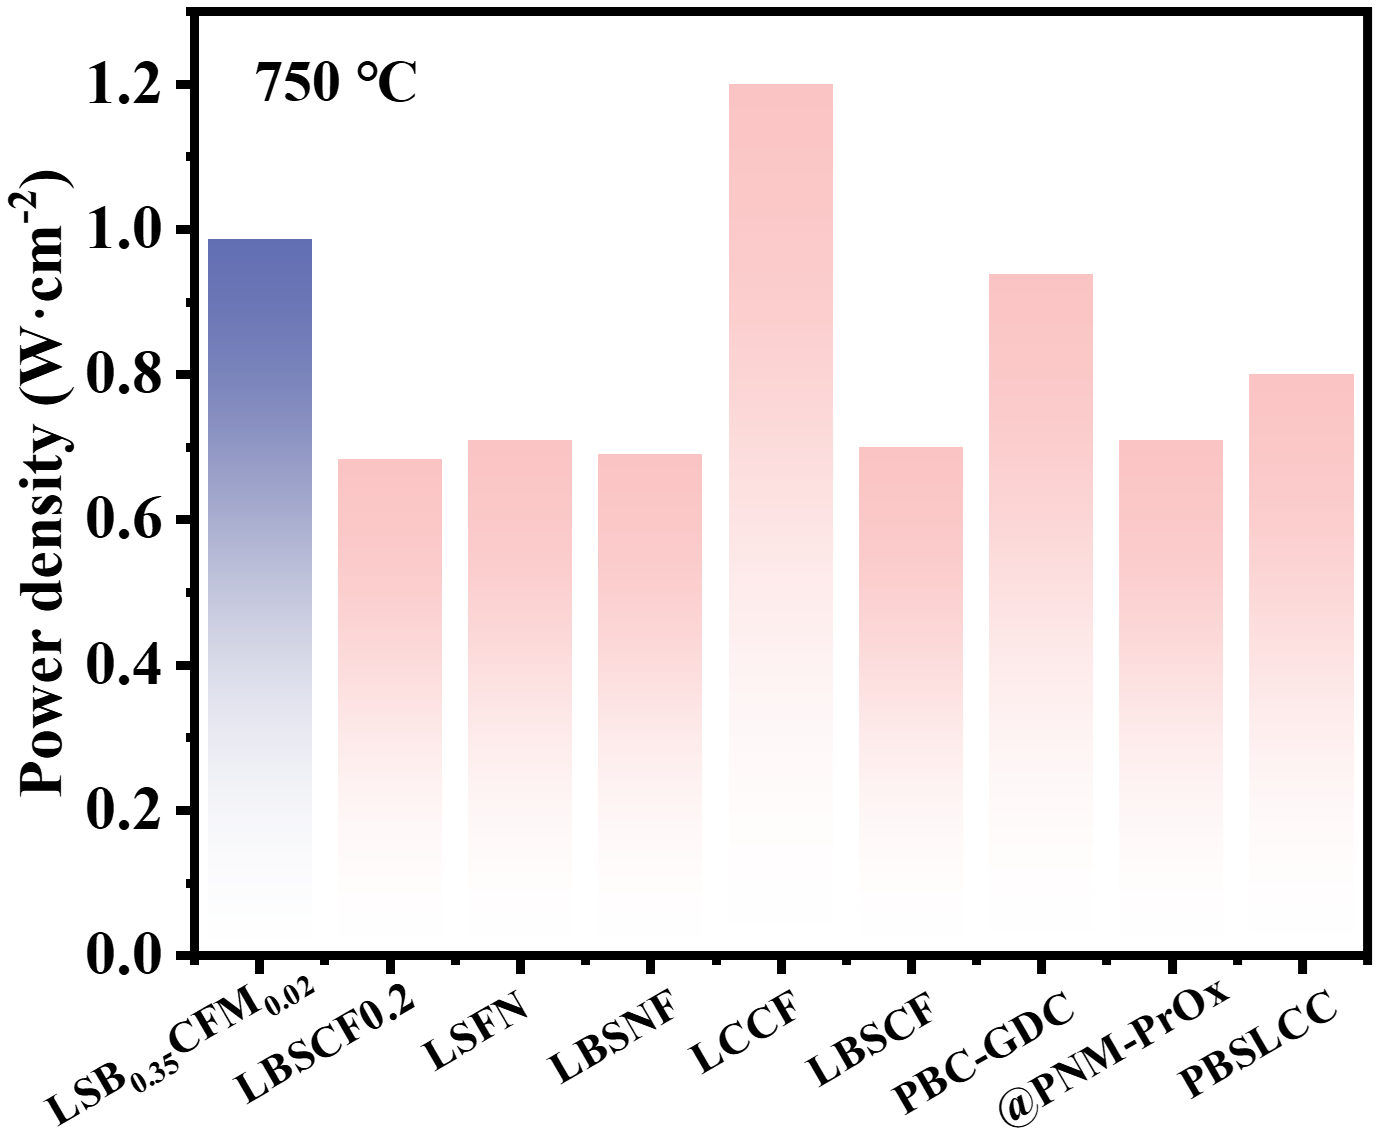 750 °C
Power density (W·cm⁻²)
1.2
1.0
0.8
0.6
0.4
0.2
0.0
LSB₀.₃₅CFM₀.₀₂
LBSCF0.2
LSFN
LBSNF
LCCF
LBSCF
PBC-GDC
@PNM-PrOx
PBSLCC